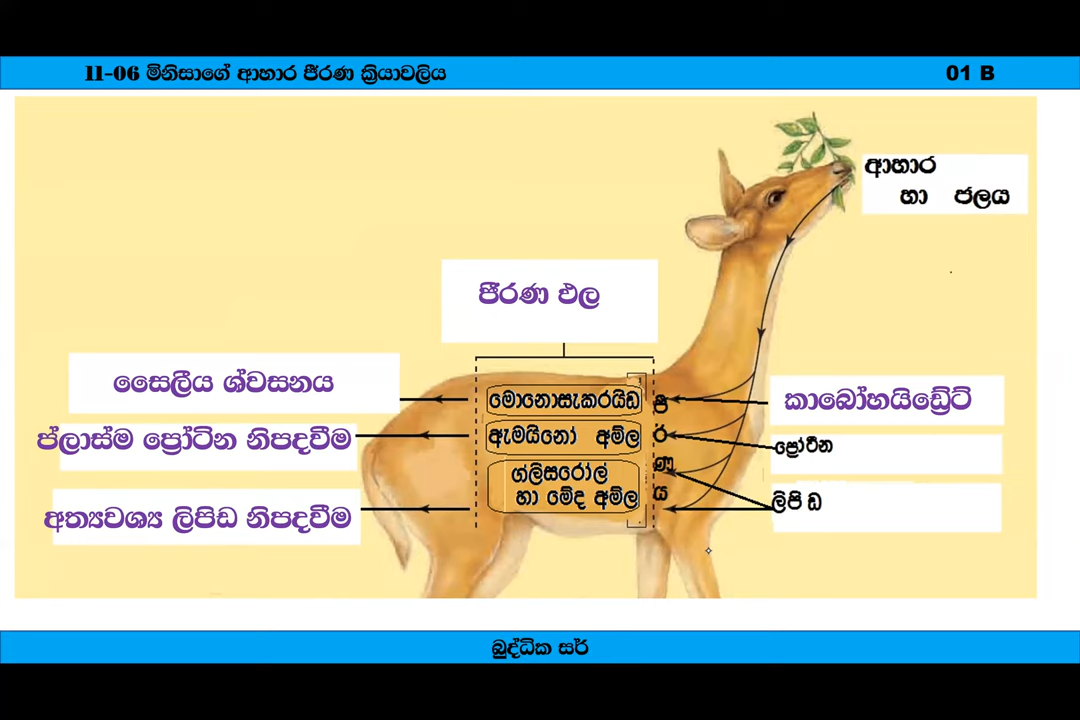 11-06 මිනිසාගේ ආහාර ජීරණ ක්‍රියාවලිය
01 B
ආහාර
හා ජලය
ජීරණ ඵල
සෛලීය ශ්වසනය
මොනොසැකරයිඩ
කාබෝහයිඩ්‍රේට්
ප්ලාස්ම ප්‍රෝටීන නිපදවීම
ඇමයිනෝ අම්ල
ප්‍රෝටීන
ග්ලිසරෝල්
හා මේද අම්ල
ලිපිඩ
අත්‍යවශ්‍ය ලිපිඩ නිපදවීම
බුද්ධික සර්